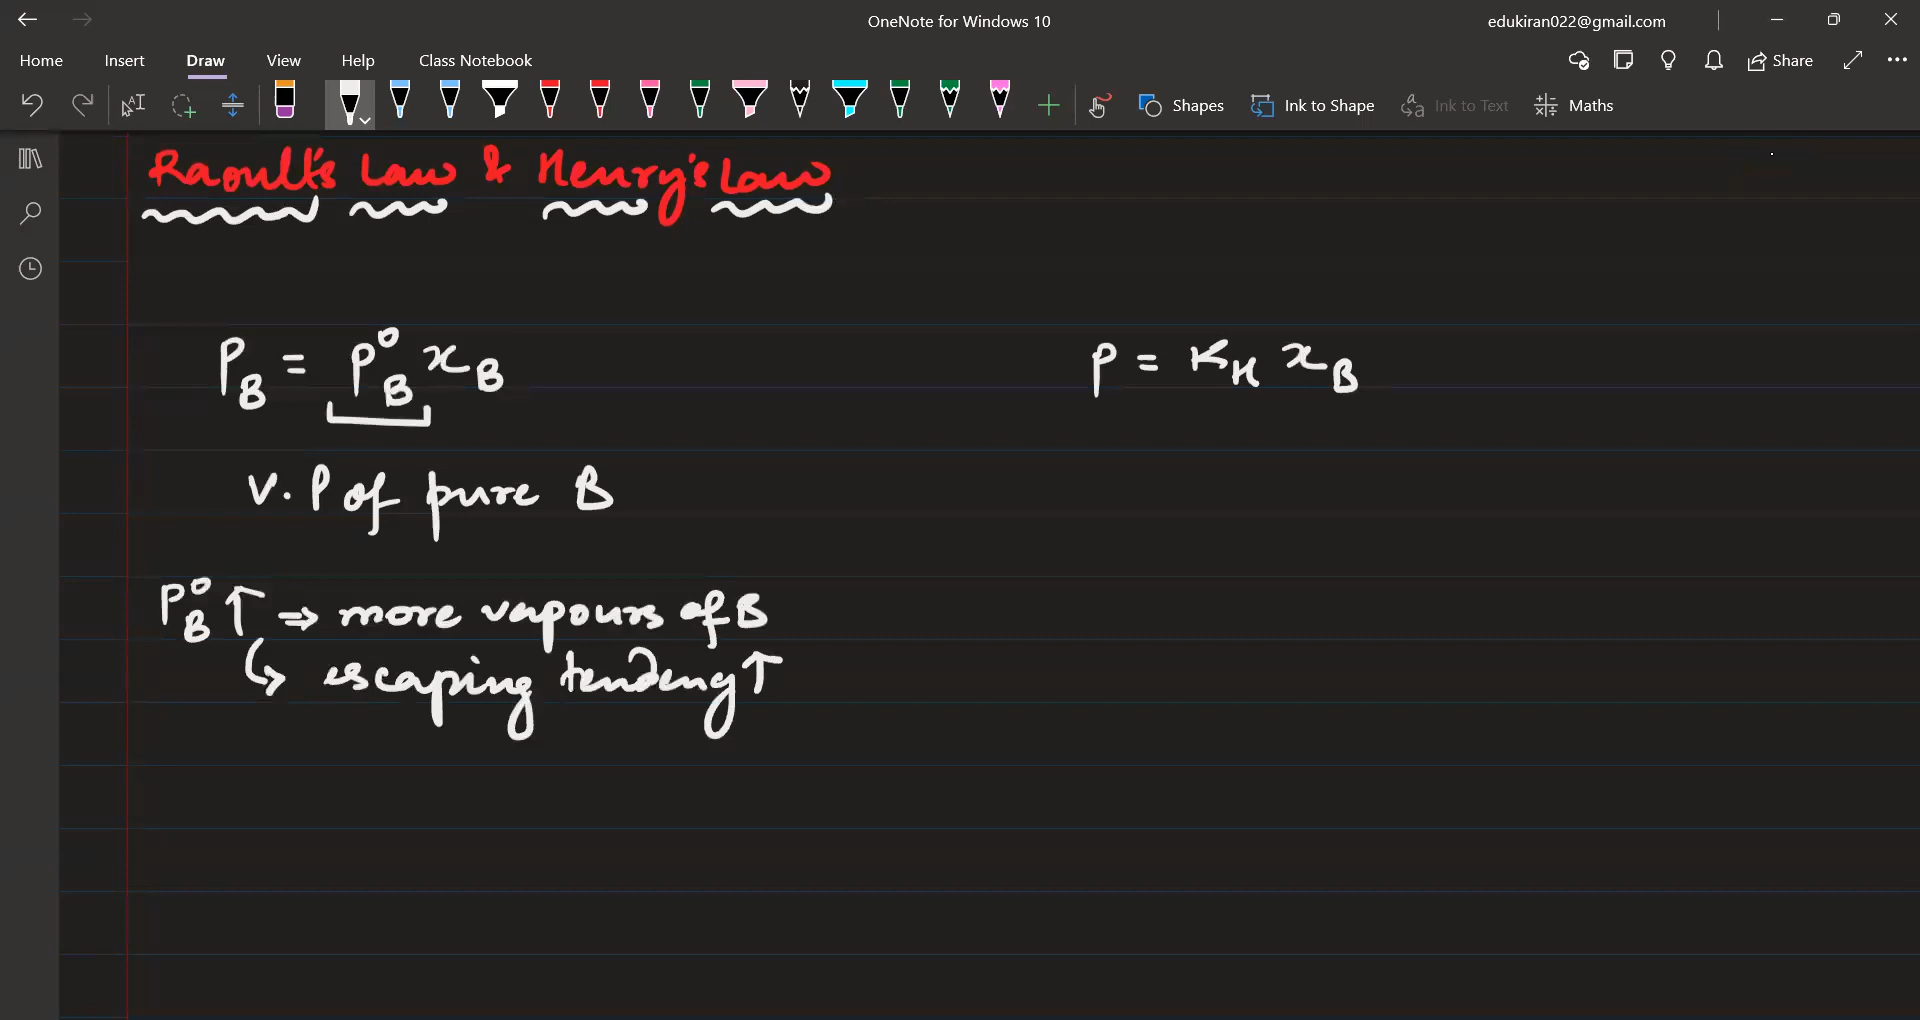 OneNote for Windows 10
edukiran022@gmail.com
Home Insert Draw View Help Class Notebook
Share
Shapes Ink to Shape Ink to Text Maths
Raoult's Law & Henry's Law
P_B = P°_B x_B
P = K_H x_B
V.P of pure B
P°_B ↑ ⇒ more vapours of B
↳ escaping tendency ↑